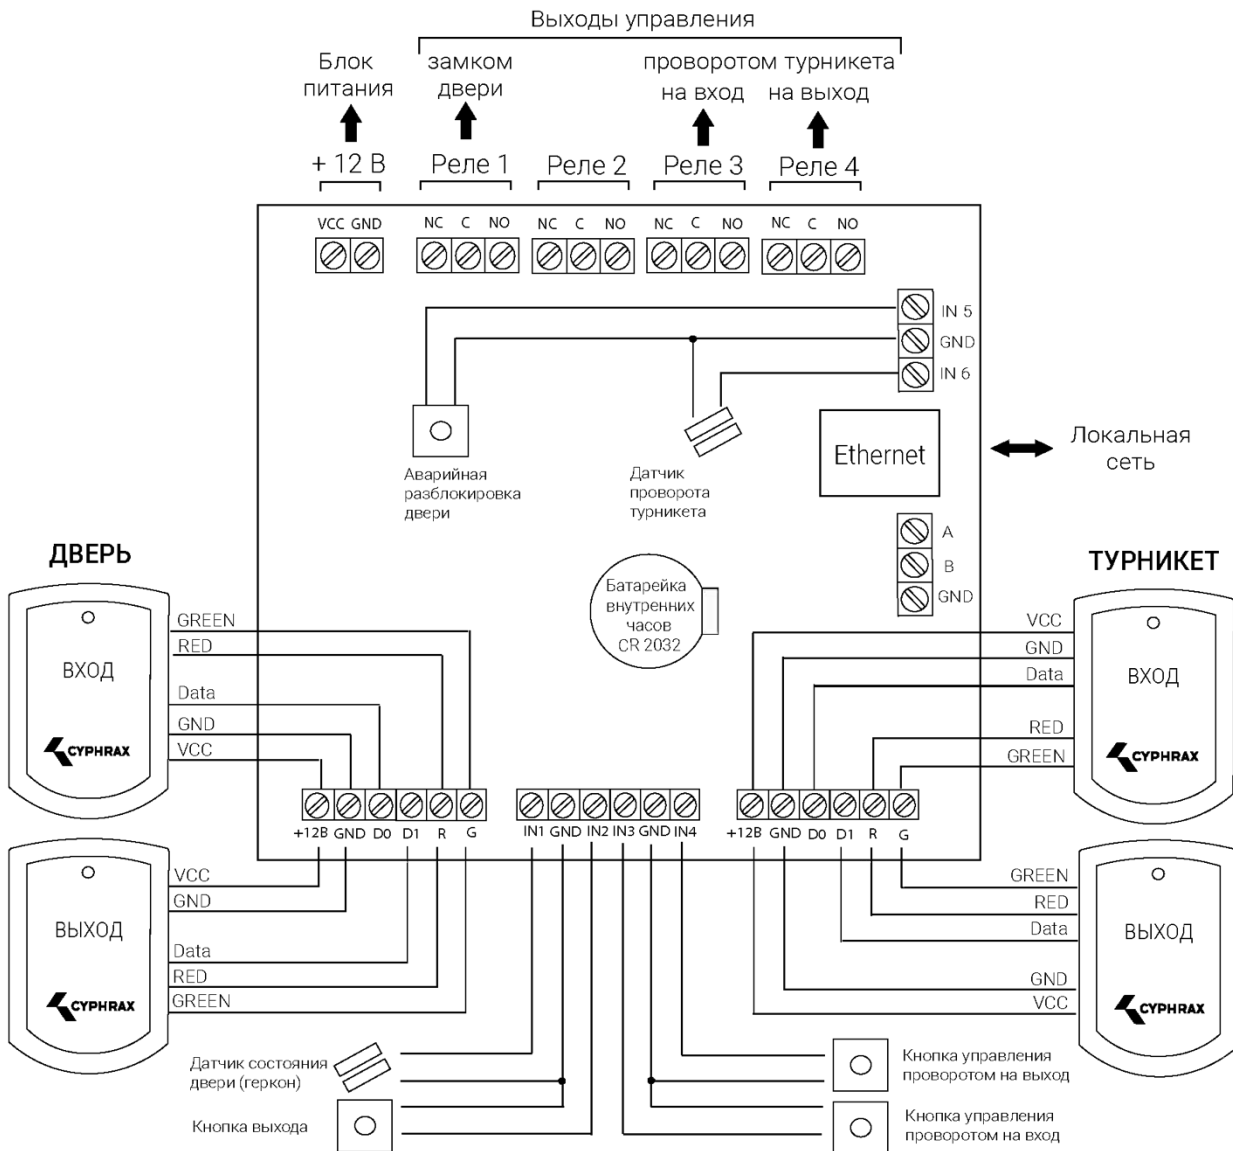 Выходы управления
Блок
питания
замком
двери
проворотом турникета
на вход
на выход
+ 12 В
Реле 1
Реле 2
Реле 3
Реле 4
VCC GND
NC C NO
NC C NO
NC C NO
NC C NO
IN 5
GND
IN 6
Аварийная
разблокировка
двери
Датчик
проворота
турникета
Ethernet
Локальная
сеть
A
B
GND
Батарейка
внутренних
часов
CR 2032
ДВЕРЬ
ВХОД
CYPHRAX
GREEN
RED
Data
GND
VCC
ТУРНИКЕТ
ВХОД
CYPHRAX
VCC
GND
Data
RED
GREEN
+12В GND D0 D1 R G
IN1 GND IN2 IN3 GND IN4
+12В GND D0 D1 R G
ВЫХОД
CYPHRAX
VCC
GND
Data
RED
GREEN
ВЫХОД
CYPHRAX
GREEN
RED
Data
GND
VCC
Датчик состояния
двери (геркон)
Кнопка выхода
Кнопка управления
проворотом на выход
Кнопка управления
проворотом на вход